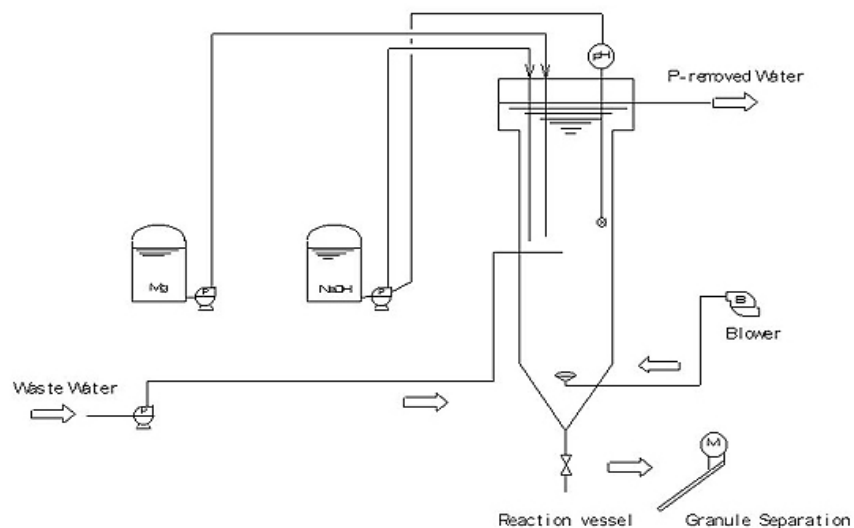 pH
P-removed Water
Mg
P
NaOH
P
B
Blower
Waste Water
P
M
Reaction vessel
Granule Separation